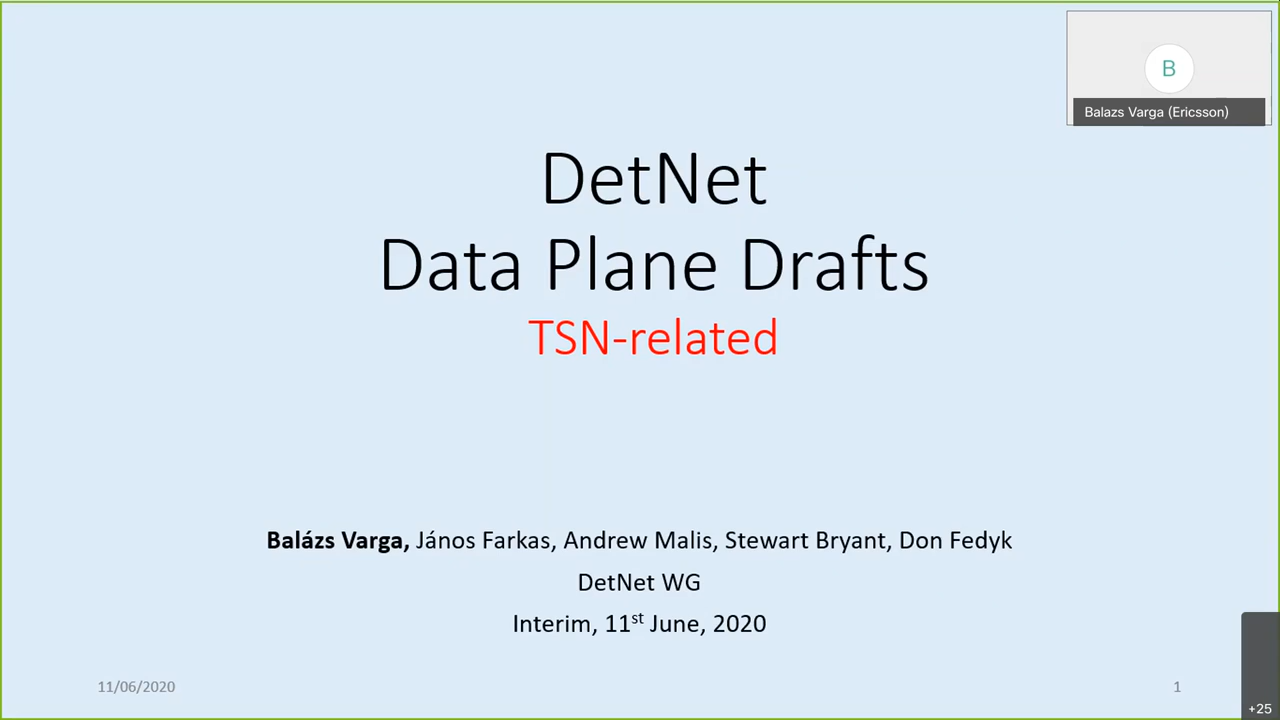 B
Balazs Varga (Ericsson)
DetNet
Data Plane Drafts
TSN-related
Balázs Varga, János Farkas, Andrew Malis, Stewart Bryant, Don Fedyk
DetNet WG
Interim, 11st June, 2020
11/06/2020
1
+25